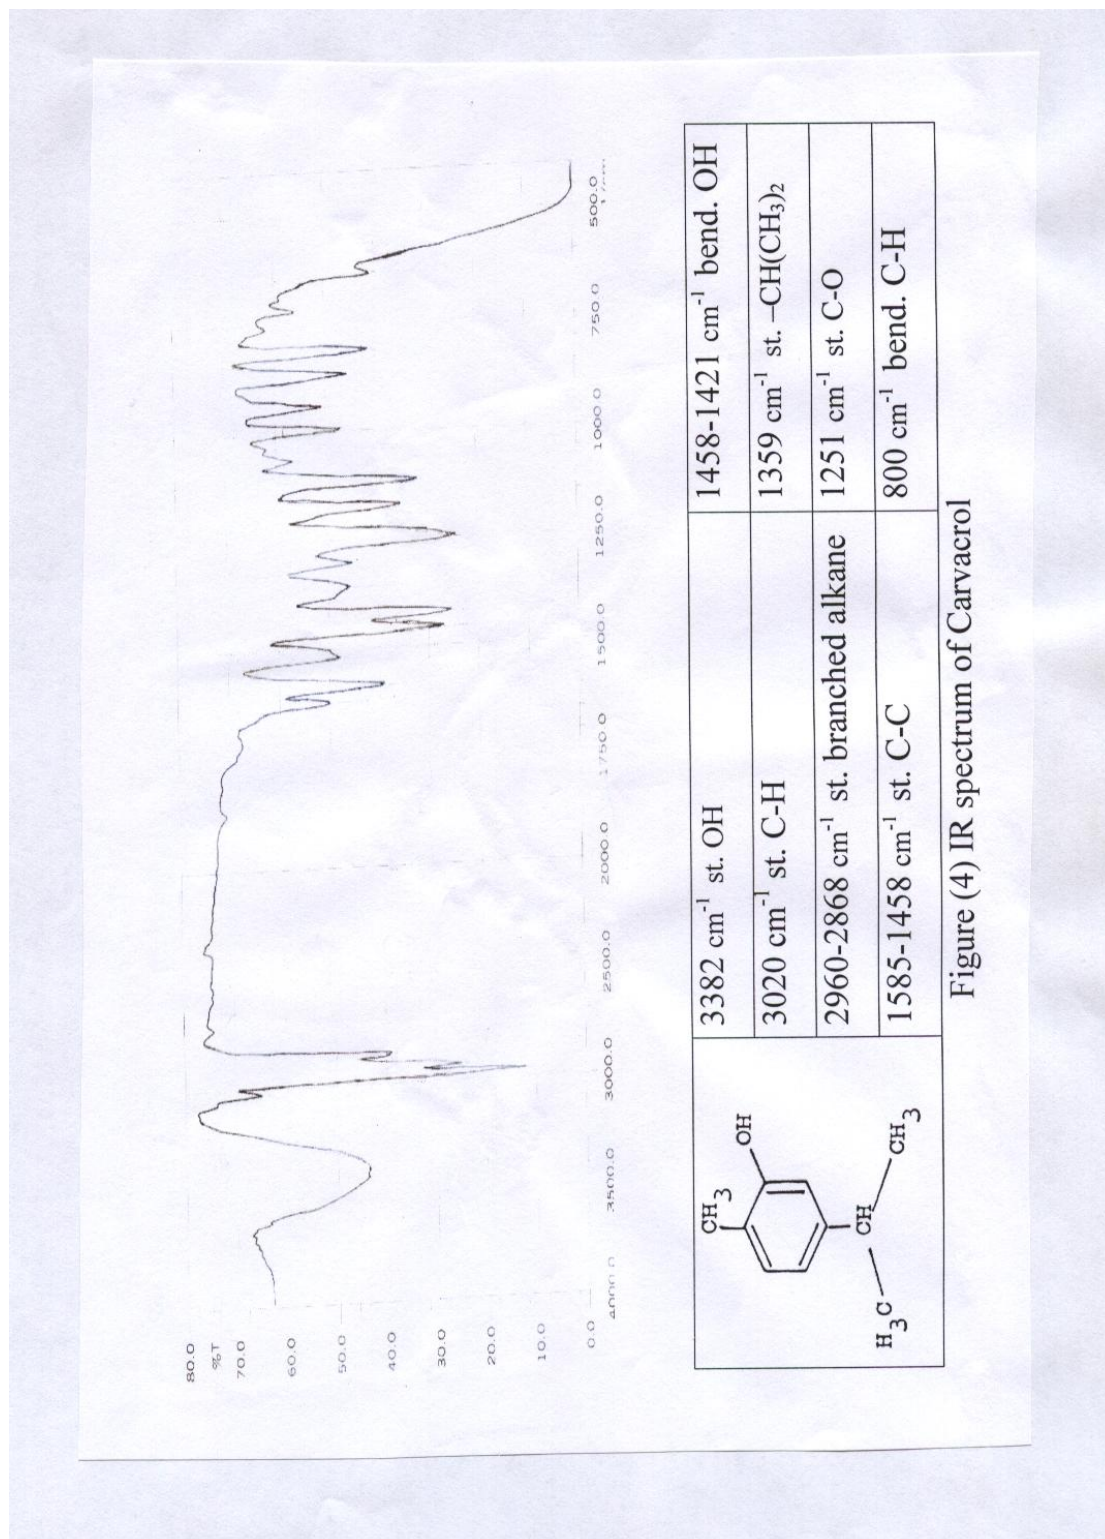 80.0
%T
70.0
60.0
50.0
40.0
30.0
20.0
10.0
0.0
4000.0 3500.0 3000.0 2500.0 2000.0 1750.0 1500.0 1250.0 1000.0 750.0 500.0
CH3
OH
CH
H3C
CH3
3382 cm⁻¹ st. OH
1458-1421 cm⁻¹ bend. OH
3020 cm⁻¹ st. C-H
1359 cm⁻¹ st. –CH(CH3)2
2960-2868 cm⁻¹ st. branched alkane
1251 cm⁻¹ st. C-O
1585-1458 cm⁻¹ st. C-C
800 cm⁻¹ bend. C-H
Figure (4) IR spectrum of Carvacrol